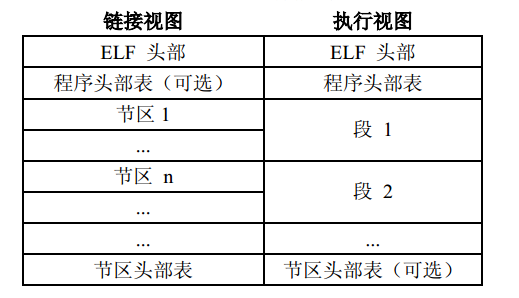 链接视图 执行视图
ELF 头部 ELF 头部
程序头部表（可选） 程序头部表
节区 1 段 1
...
节区 n 段 2
...
... ...
节区头部表 节区头部表（可选）